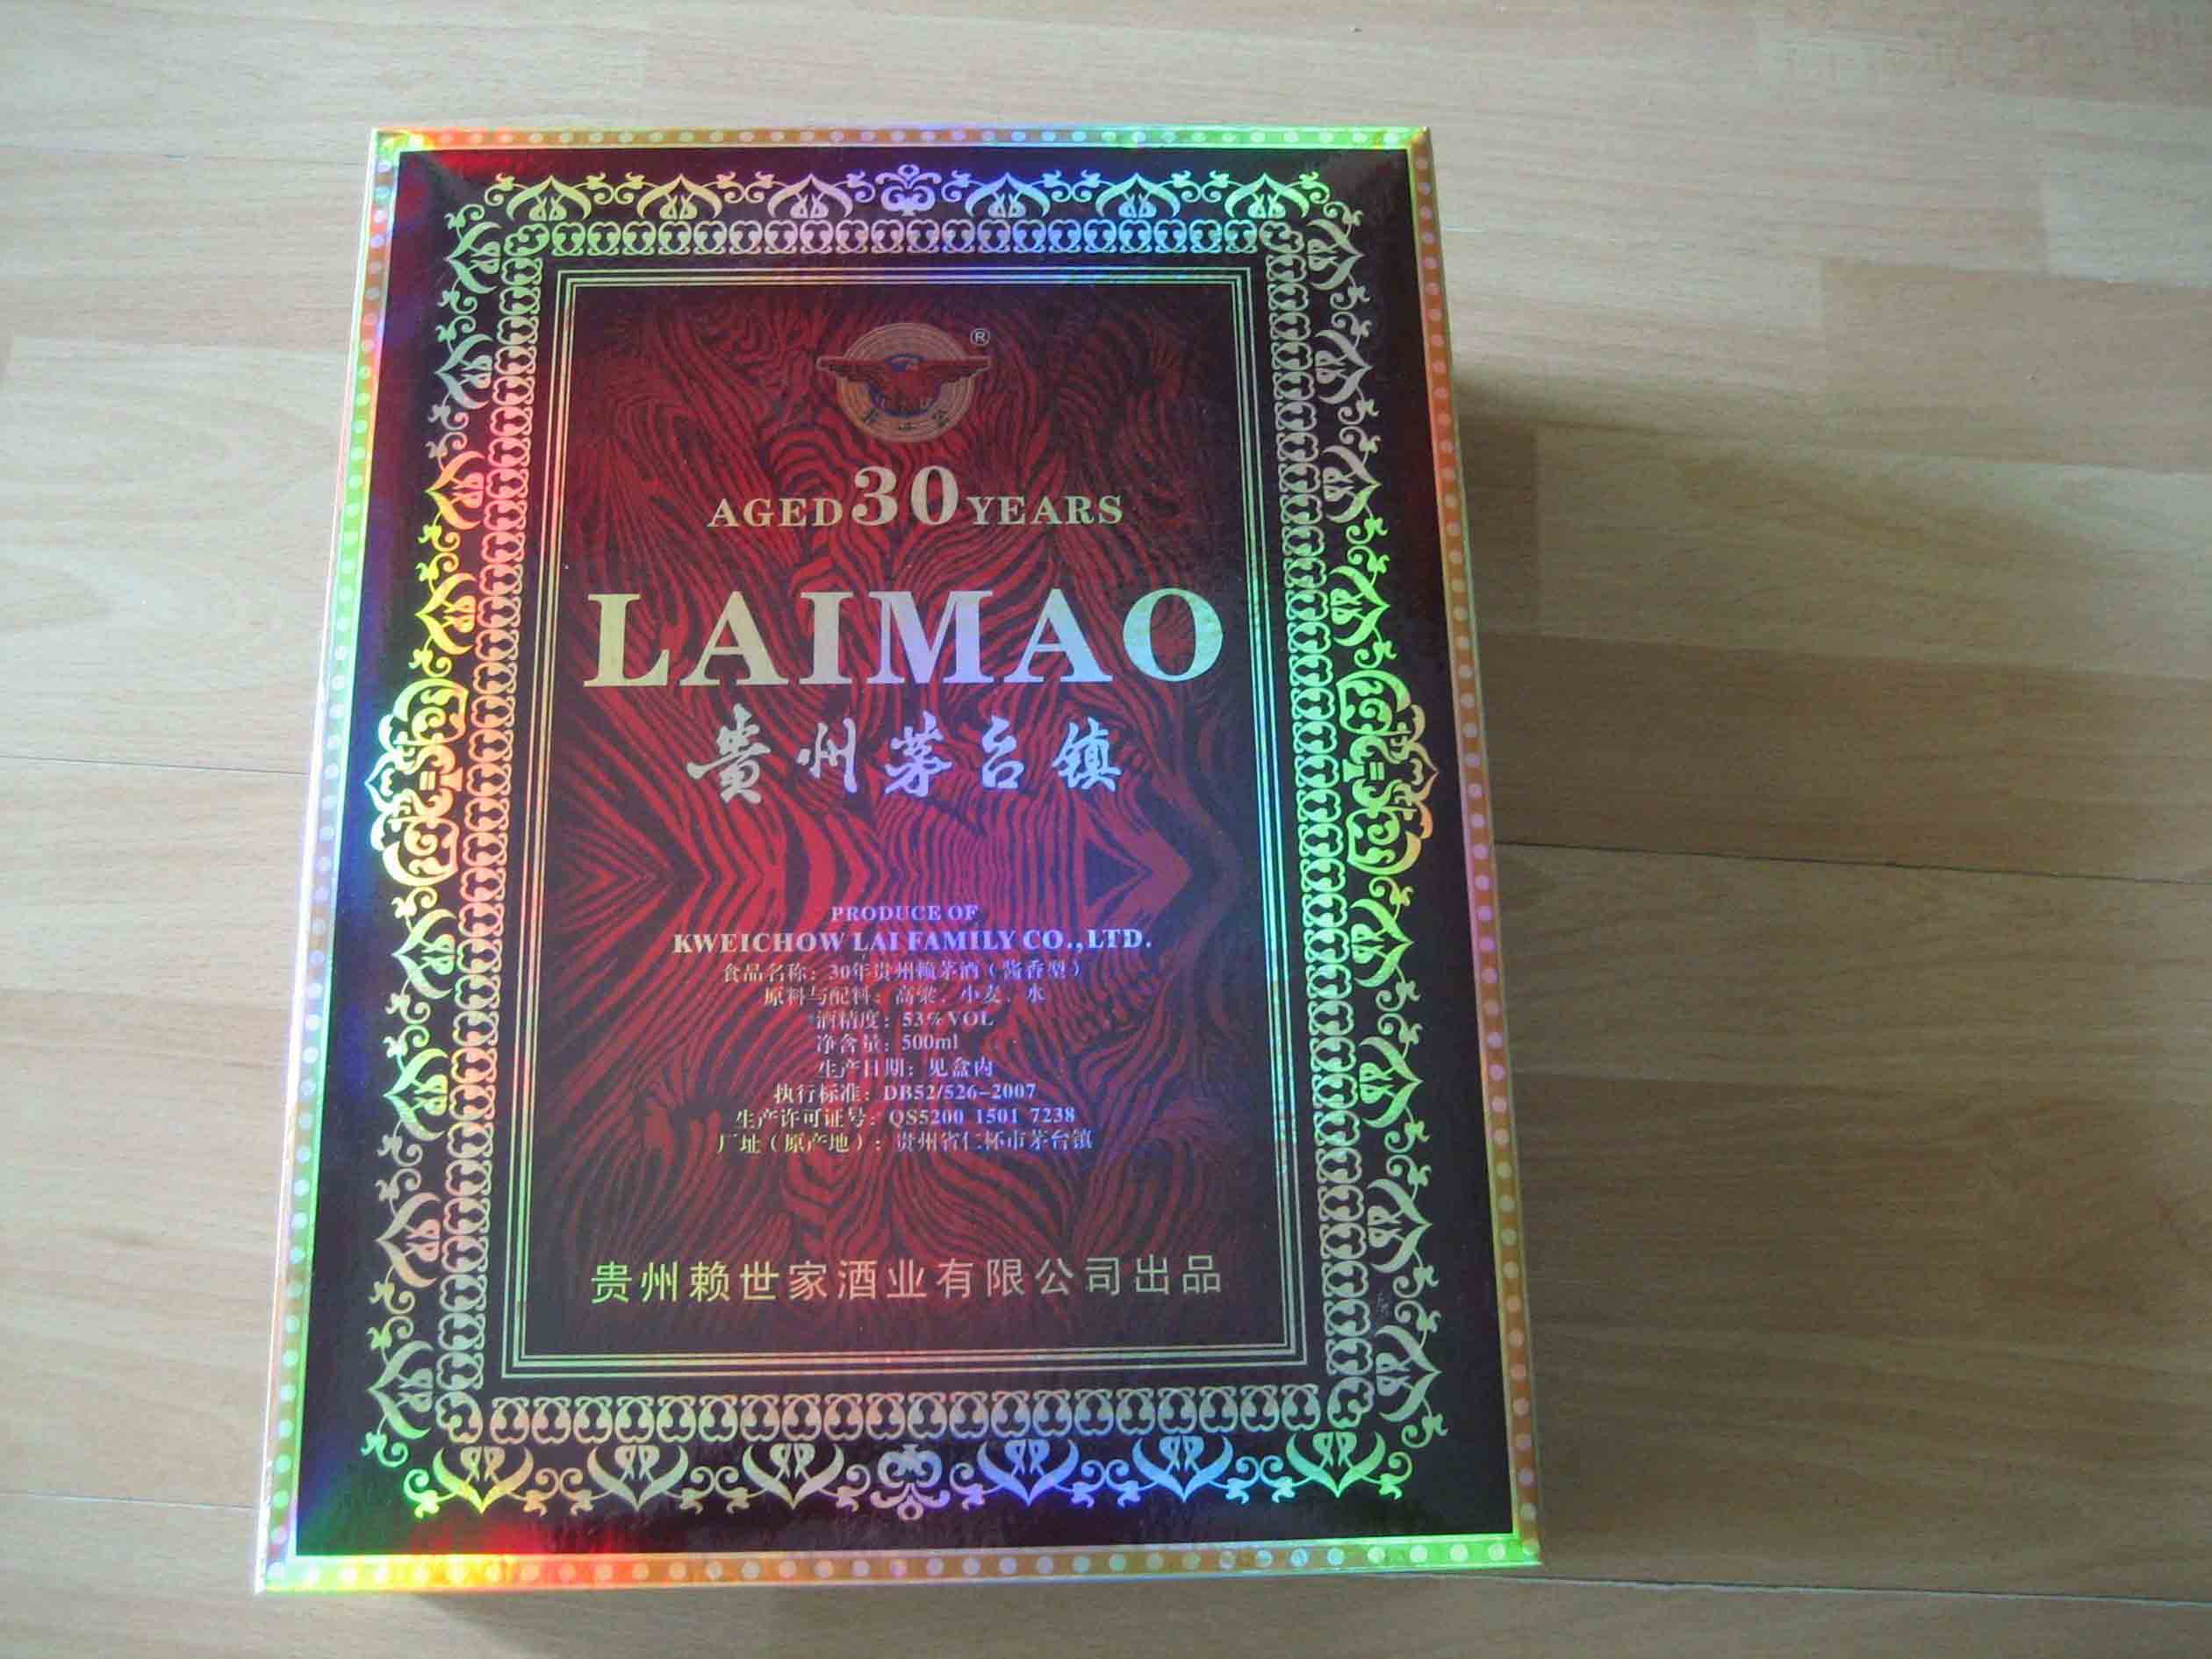 ®
AGED 30 YEARS
LAIMAO
贵州茅台镇
PRODUCE OF
KWEICHOW LAI FAMILY CO.,LTD.
食品名称：30年贵州赖茅酒（酱香型）
原料与配料：高粱、小麦、水
酒精度：53%VOL
净含量：500ml
生产日期：见盒内
执行标准：DB52/526-2007
生产许可证号：QS5200 1501 7238
厂址（原产地）：贵州省仁怀市茅台镇
贵州赖世家酒业有限公司出品